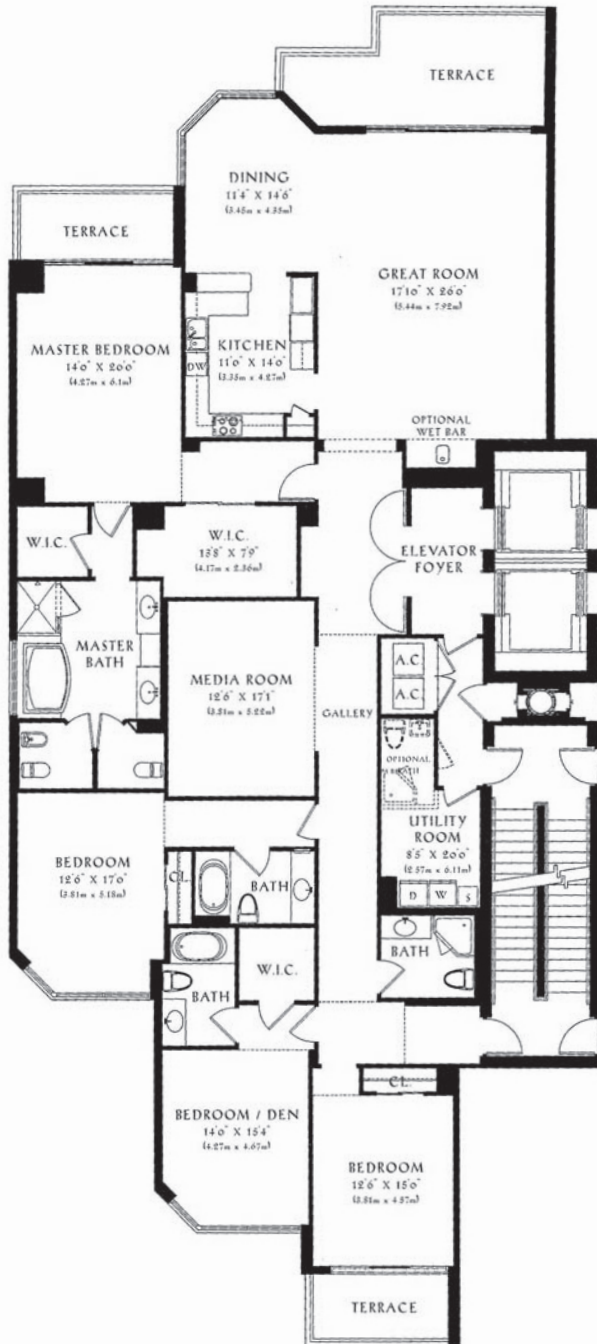 TERRACE
DINING
11'4" X 14'6"
(3.45m x 4.35m)
TERRACE
GREAT ROOM
17'10" X 26'0"
(5.44m x 7.92m)
MASTER BEDROOM
14'0" X 20'0"
(4.27m x 6.1m)
KITCHEN
11'0" X 14'0"
(3.35m x 4.27m)
DW
OPTIONAL
WET BAR
W.I.C.
W.I.C.
13'8" X 7'9"
(4.17m x 2.36m)
ELEVATOR
FOYER
MASTER
BATH
MEDIA ROOM
12'6" X 17'1"
(3.81m x 5.22m)
A.C.
A.C.
GALLERY
OPTIONAL
UTILITY
ROOM
8'5" X 20'0"
(2.57m x 6.11m)
BEDROOM
12'6" X 17'0"
(3.81m x 5.18m)
CL.
BATH
D W S
BATH
W.I.C.
BATH
CL.
BEDROOM / DEN
14'0" X 15'4"
(4.27m x 4.67m)
BEDROOM
12'6" X 15'0"
(3.81m x 4.57m)
TERRACE